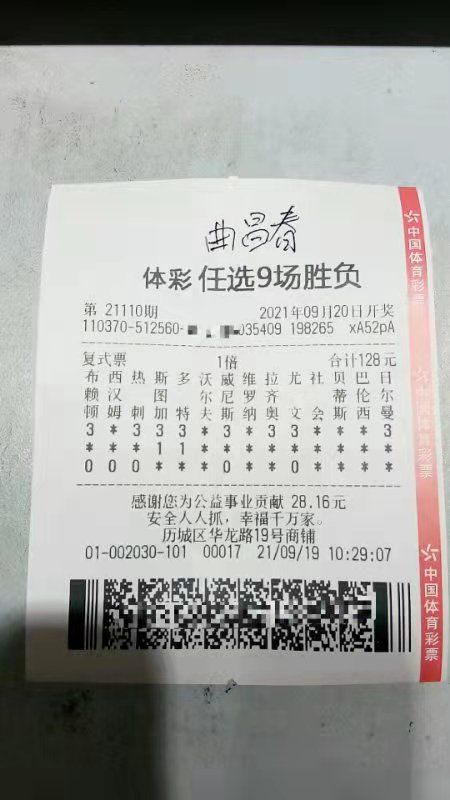 曲昌春
体彩 任选9场胜负
第 21110期 2021年09月20日开奖
110370-512560- 035409 198265 xA52pA
复式票 1倍 合计128元
布 西 热 斯 多 沃 威 维 拉 尤 社 贝 巴 日
赖 汉 图 尔 尼 罗 齐 蒂 伦 尔
顿 姆 刺 加 特 夫 斯 纳 奥 文 会 斯 西 曼
3 * 3 3 3 * 3 * 3 3 * * * 3
* * * 1 1 * * * * * * * * *
0 0 0 * * * 0 * * 0 * * * *
感谢您为公益事业贡献 28.16元
安全人人抓，幸福千万家。
历城区华龙路19号商铺
01-002030-101 00017 21/09/19 10:29:07
中国体育彩票
中国体育彩票